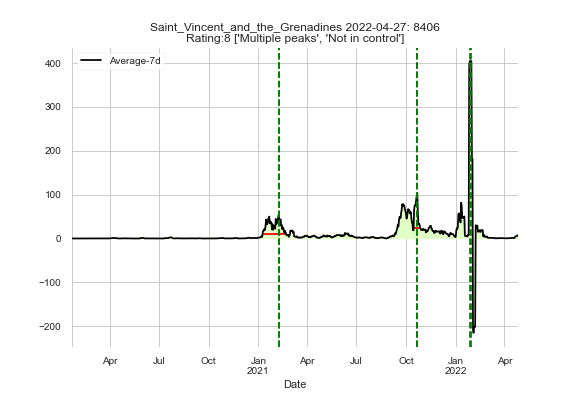 Saint_Vincent_and_the_Grenadines 2022-04-27: 8406
Rating:8 ['Multiple peaks', 'Not in control']
Average-7d
400
300
200
100
0
−100
−200
Apr Jul Oct Jan Apr Jul Oct Jan Apr
2021 2022
Date